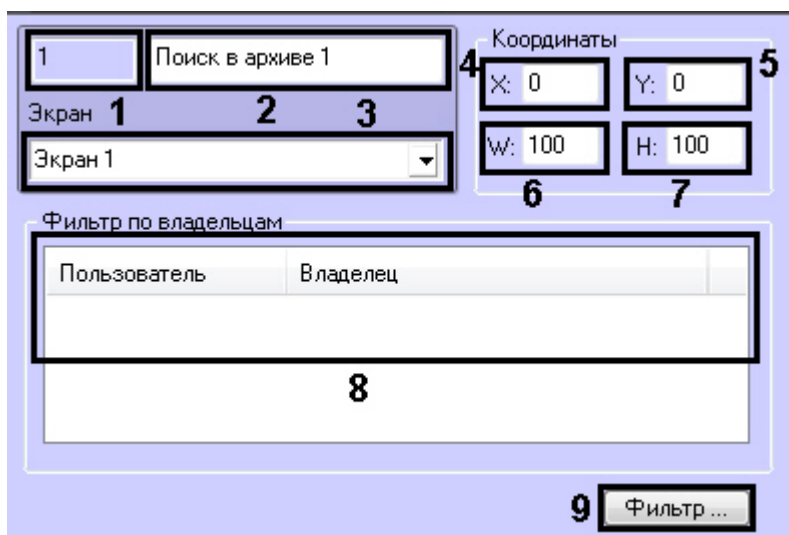 1 Поиск в архиве 1
Экран 1 2 3
Экран 1
Координаты
4 X: 0 Y: 0 5
W: 100 H: 100
6 7
Фильтр по владельцам
Пользователь Владелец
8
9 Фильтр ...